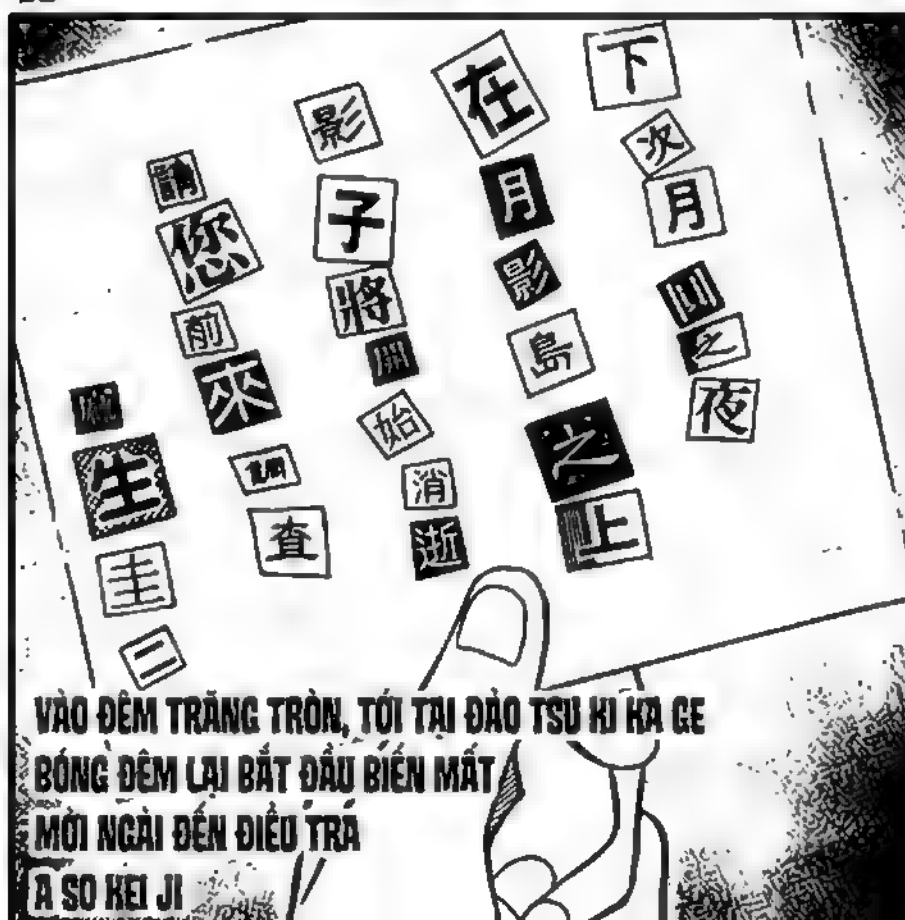 下次月之夜
在月影島之上
影子將開始消逝
請您前來查
生圭二
VÀO ĐÊM TRĂNG TRÒN, TỚI TẠI ĐẢO TSU KI KA GE
BÓNG ĐÊM LẠI BẮT ĐẦU BIẾN MẤT
MỜI NGÀI ĐẾN ĐIỀU TRA
A SO KEI JI